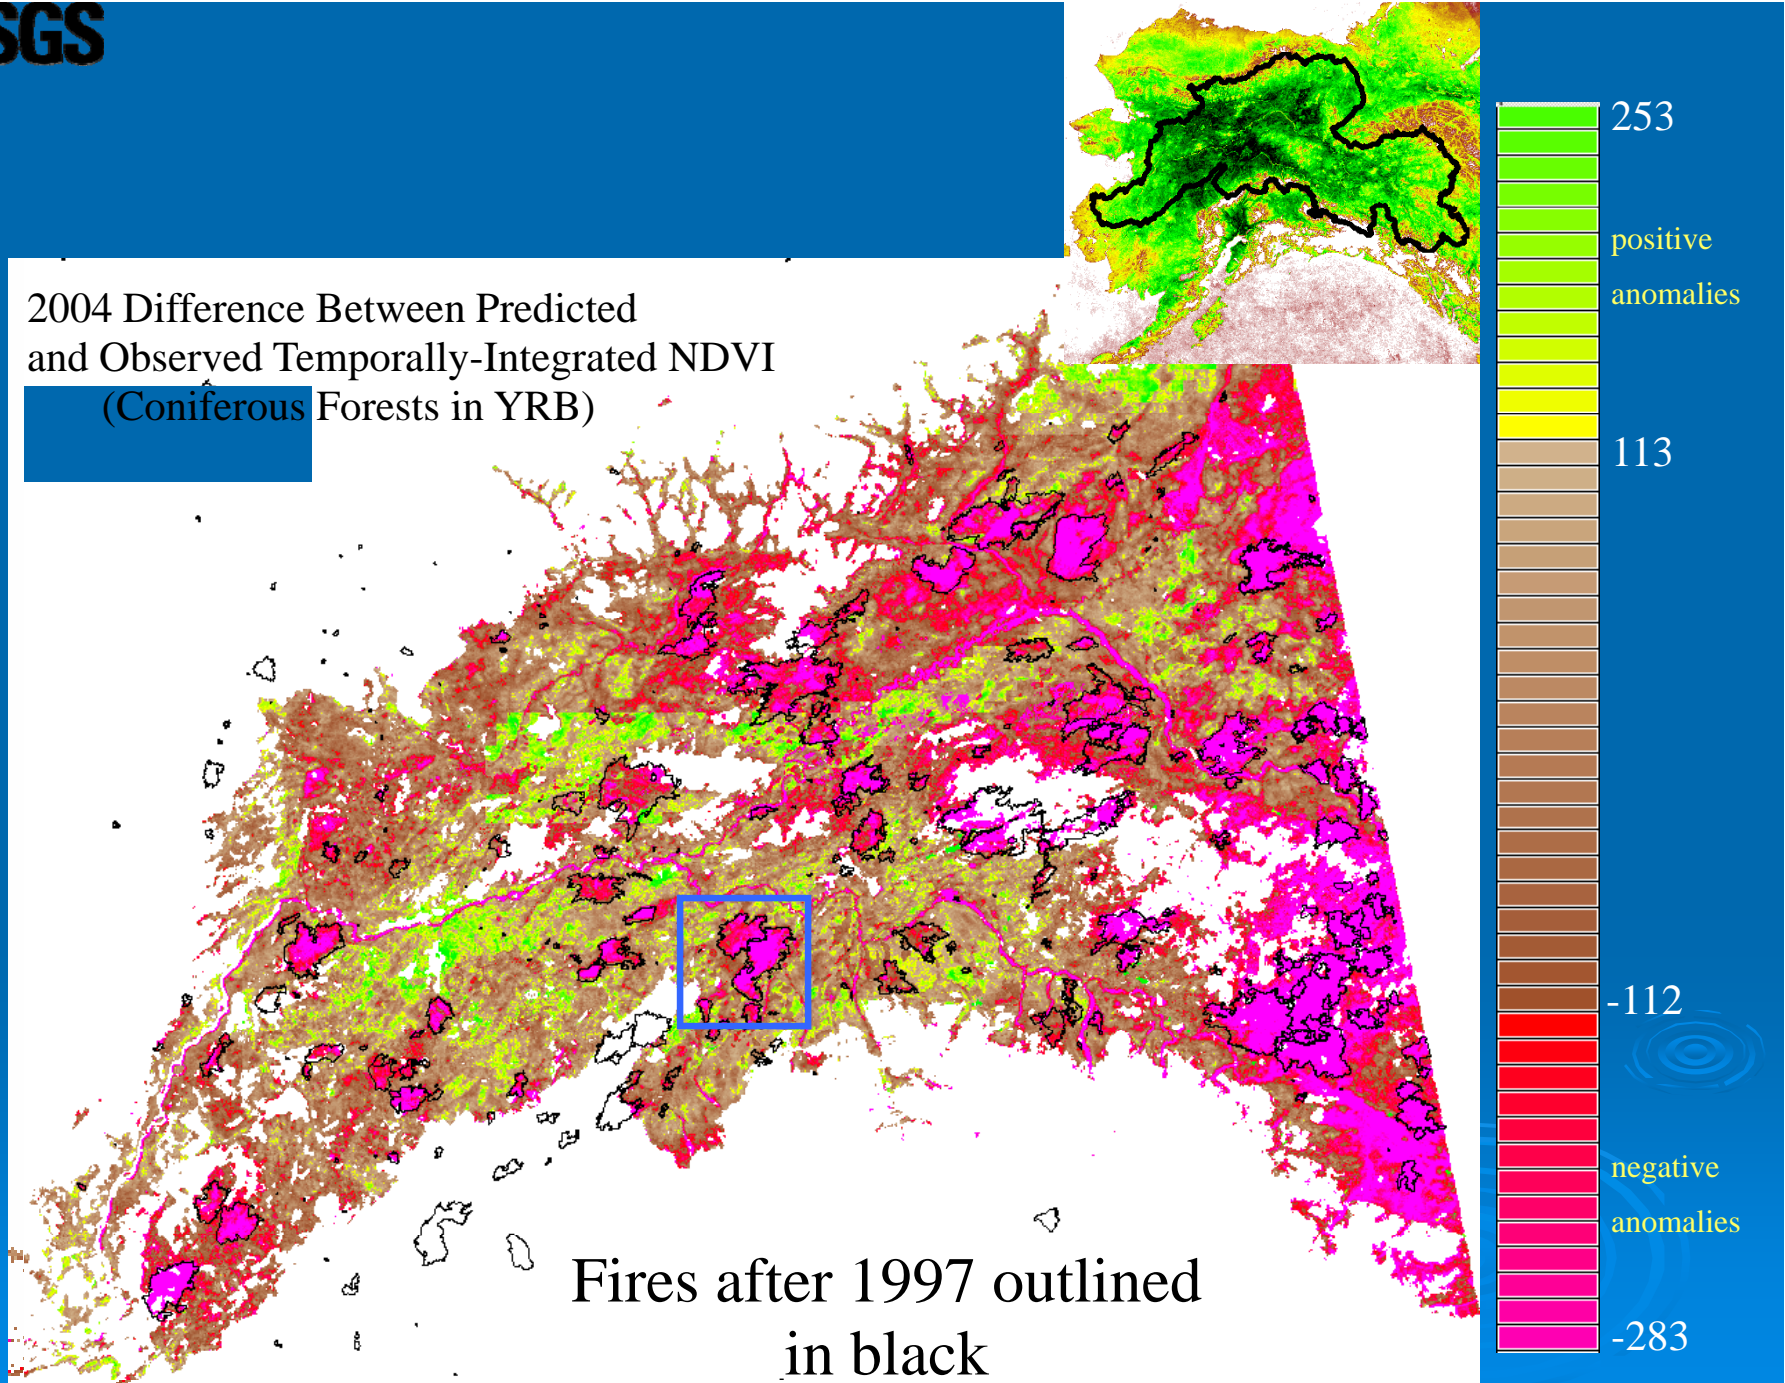 SGS
2004 Difference Between Predicted
and Observed Temporally-Integrated NDVI
(Coniferous Forests in YRB)
253
positive
anomalies
113
-112
negative
anomalies
-283
Fires after 1997 outlined
in black